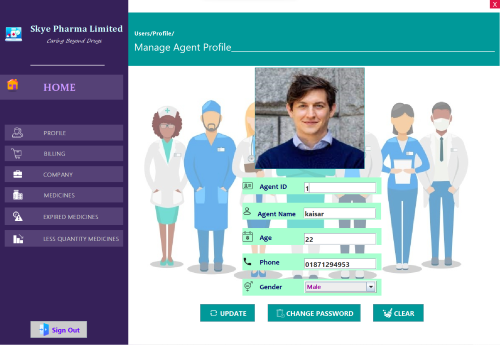 X
Skye Pharma Limited
Caring Beyond Drugs
Users/Profile/
Manage Agent Profile
HOME
PROFILE
BILLING
COMPANY
MEDICINES
EXPIRED MEDICINES
LESS QUANTITY MEDICINES
Sign Out
Agent ID 1
Agent Name kaisar
Age 22
Phone 01871294953
Gender Male
UPDATE CHANGE PASSWORD CLEAR